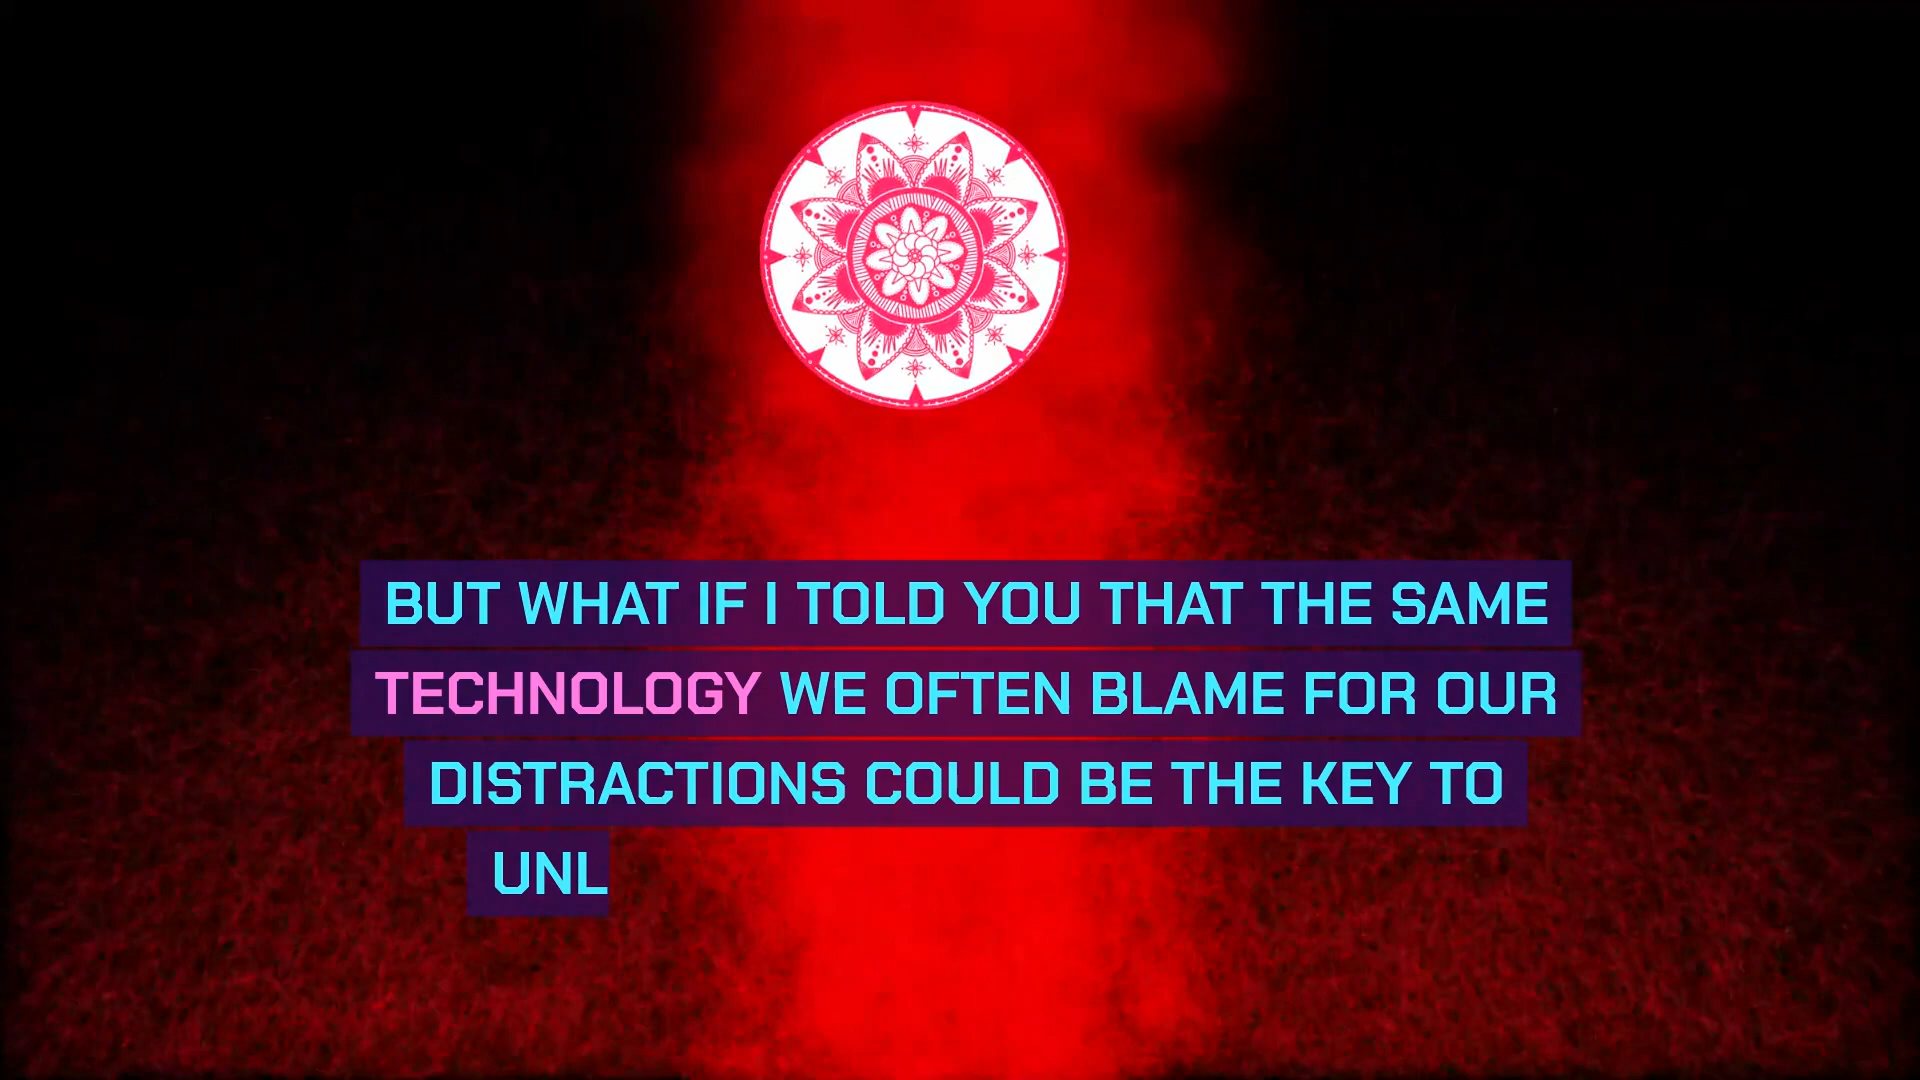 BUT WHAT IF I TOLD YOU THAT THE SAME
TECHNOLOGY WE OFTEN BLAME FOR OUR
DISTRACTIONS COULD BE THE KEY TO
UNL